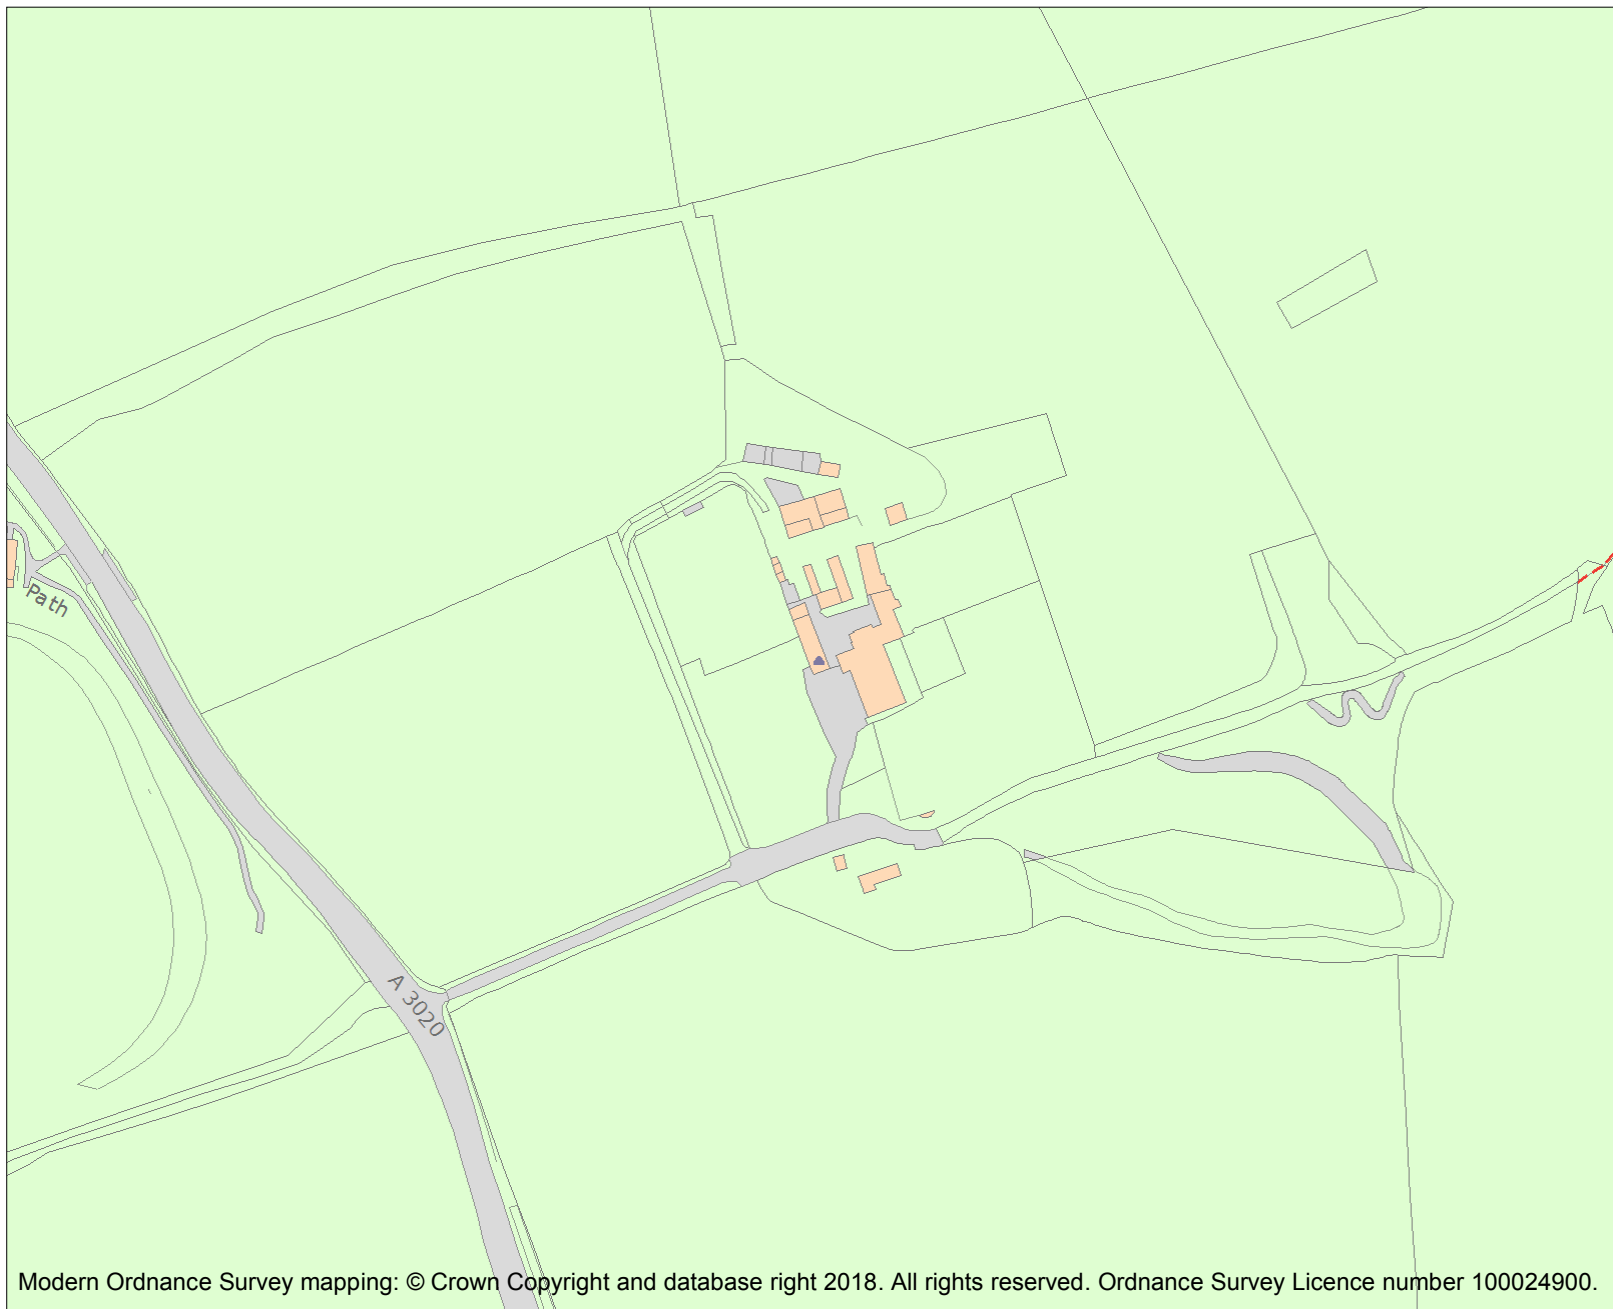 Path
A 3020
Modern Ordnance Survey mapping: © Crown Copyright and database right 2018. All rights reserved. Ordnance Survey Licence number 100024900.